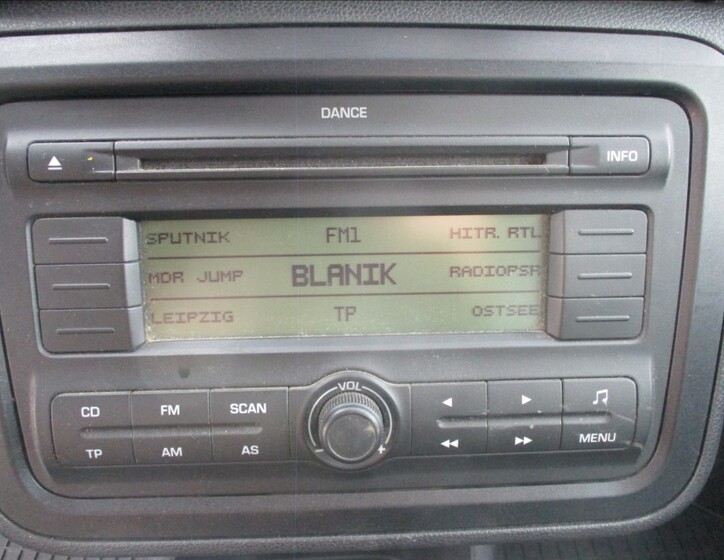 DANCE
INFO
SPUTNIK FM1 HITR. RTL
MDR JUMP BLANIK RADIOPSR
LEIPZIG TP OSTSEE
VOL
CD FM SCAN
TP AM AS
MENU